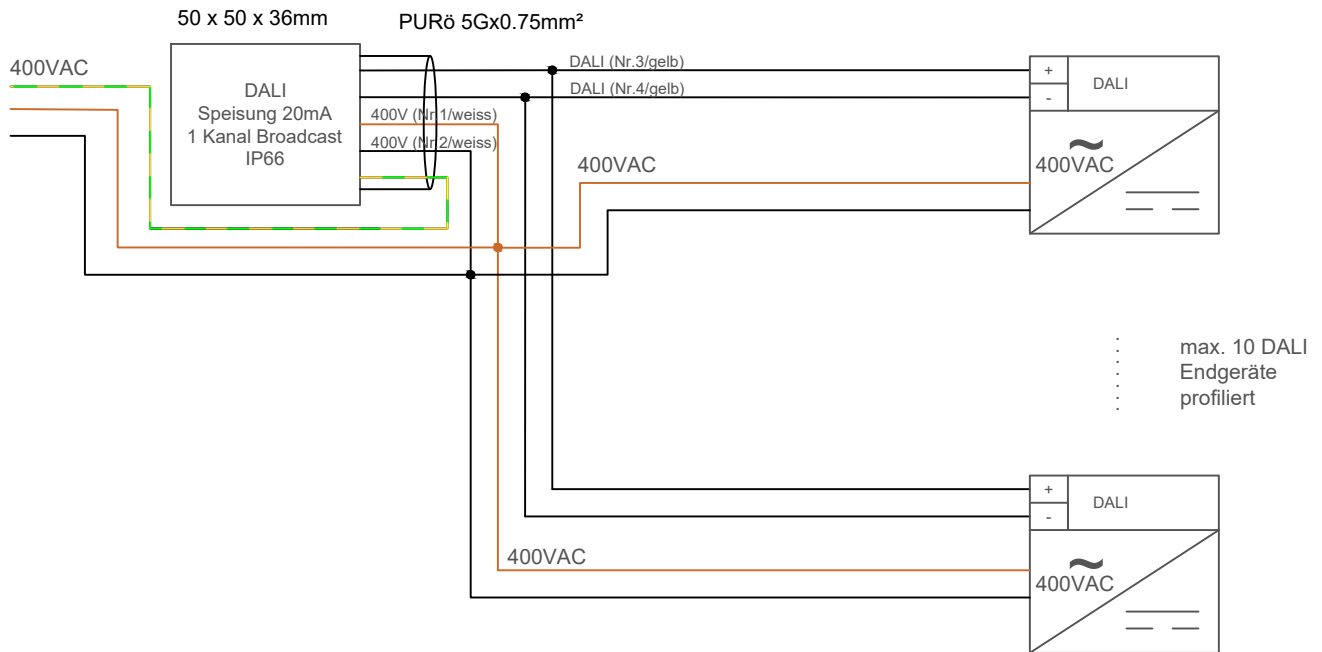 50 x 50 x 36mm
PURö 5Gx0.75mm²
400VAC
DALI
Speisung 20mA
1 Kanal Broadcast
IP66
DALI (Nr.3/gelb)
DALI (Nr.4/gelb)
400V (Nr.1/weiss)
400V (Nr.2/weiss)
400VAC
+
-
DALI
~
400VAC
max. 10 DALI
Endgeräte
profiliert
400VAC
+
-
DALI
~
400VAC